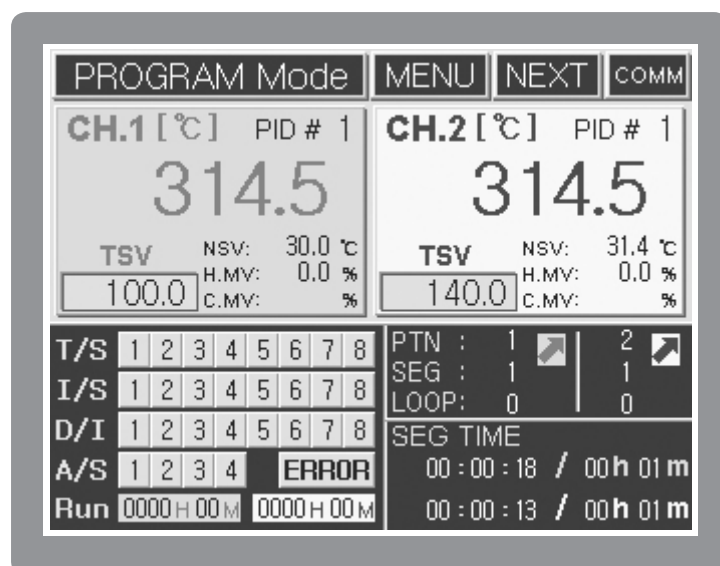 PROGRAM Mode MENU NEXT COMM
CH.1 [℃] PID # 1
314.5
TSV NSV: 30.0 ℃
H.MV: 0.0 %
100.0 C.MV: %
CH.2 [℃] PID # 1
314.5
TSV NSV: 31.4 ℃
H.MV: 0.0 %
140.0 C.MV: %
T/S 1 2 3 4 5 6 7 8
I/S 1 2 3 4 5 6 7 8
D/I 1 2 3 4 5 6 7 8
A/S 1 2 3 4 ERROR
Run 0000 H 00 M 0000 H 00 M
PTN : 1 2
SEG : 1 1
LOOP: 0 0
SEG TIME
00 : 00 : 18 / 00 h 01 m
00 : 00 : 13 / 00 h 01 m